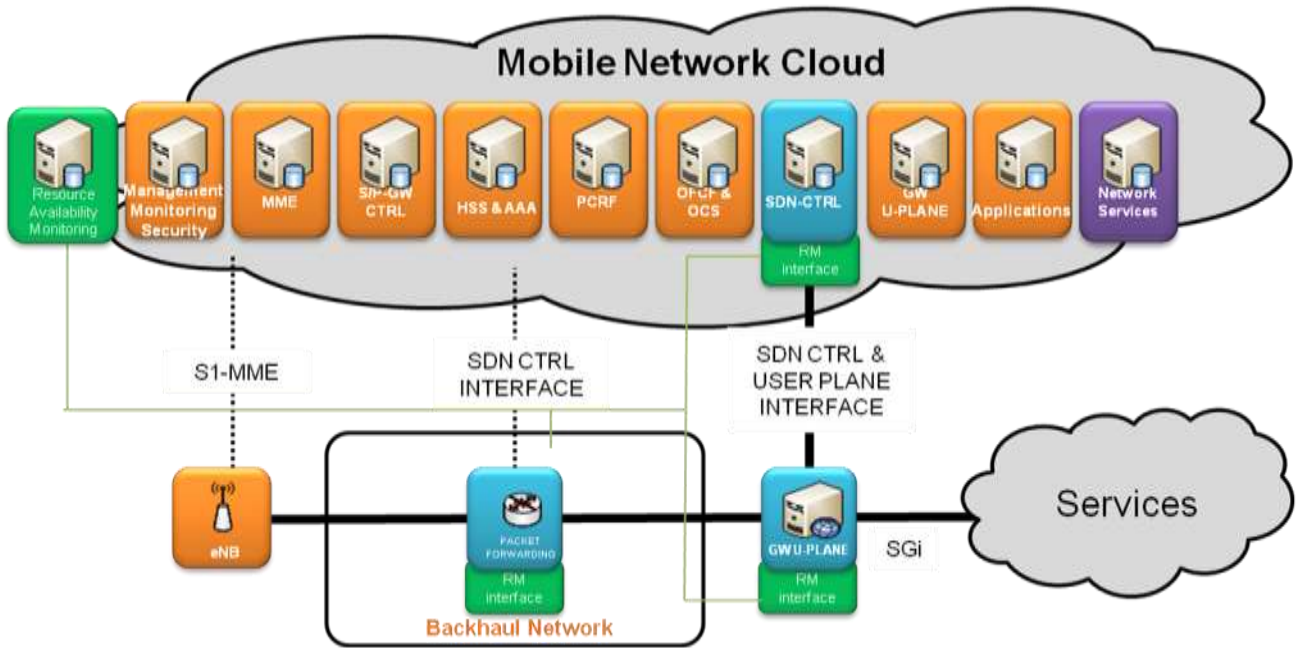 Mobile Network Cloud
Resource
Availability
Monitoring
Management
Monitoring
Security
MME
S/P-GW
CTRL
HSS & AAA
PCRF
OFCF &
OCS
SDN-CTRL
GW
U-PLANE
Applications
Network
Services
RM
interface
S1-MME
SDN CTRL
INTERFACE
SDN CTRL &
USER PLANE
INTERFACE
eNB
PACKET
FORWARDING
RM
interface
Backhaul Network
GWU-PLANE
RM
interface
SGi
Services